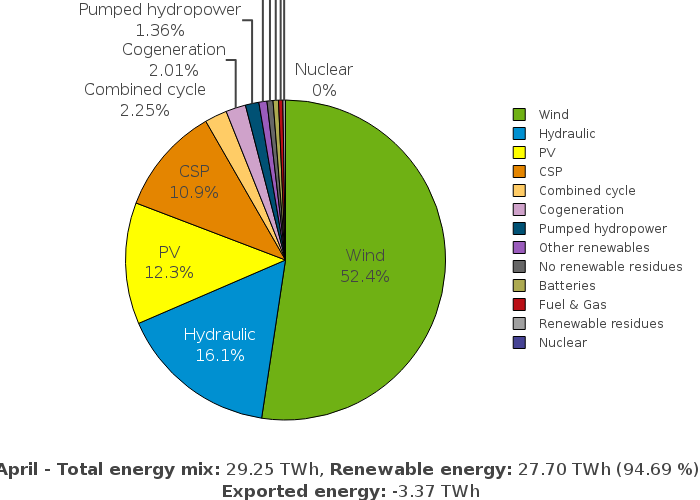 Pumped hydropower
1.36%
Cogeneration
2.01%
Combined cycle
2.25%
Nuclear
0%
CSP
10.9%
PV
12.3%
Hydraulic
16.1%
Wind
52.4%
Wind
Hydraulic
PV
CSP
Combined cycle
Cogeneration
Pumped hydropower
Other renewables
No renewable residues
Batteries
Fuel & Gas
Renewable residues
Nuclear
April - Total energy mix: 29.25 TWh, Renewable energy: 27.70 TWh (94.69 %)
Exported energy: -3.37 TWh